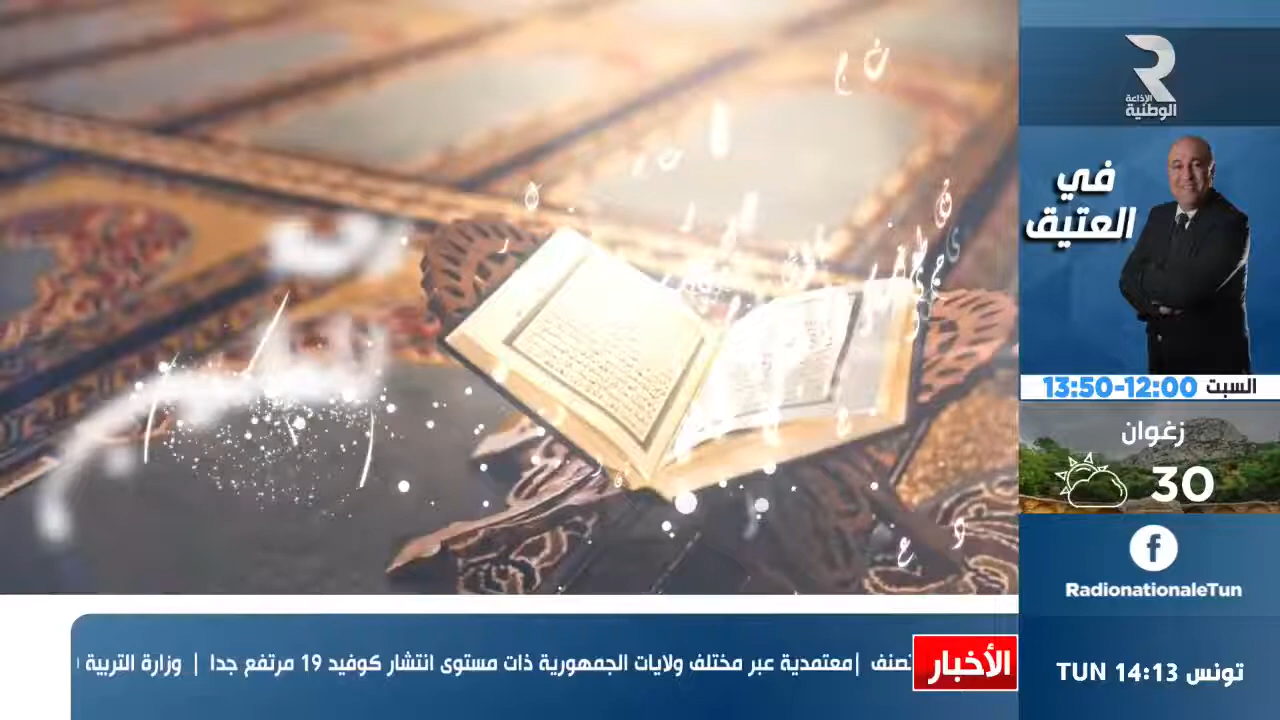 الإذاعة
الوطنية
في
العتيق
السبت 12:00-13:50
زغوان
30
f
RadionationaleTun
تونس 14:13 TUN
الأخبار
معتمدية عبر مختلف ولايات الجمهورية ذات مستوى انتشار كوفيد 19 مرتفع جدا | وزارة التربية